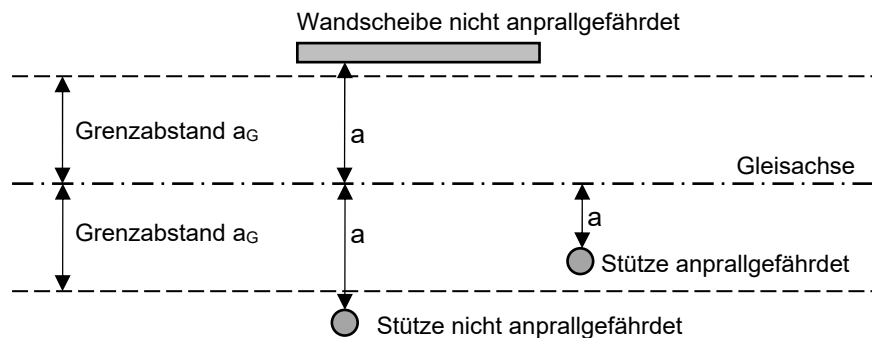 Wandscheibe nicht anprallgefährdet
Grenzabstand aG
a
Gleisachse
Grenzabstand aG
a
a
Stütze anprallgefährdet
Stütze nicht anprallgefährdet